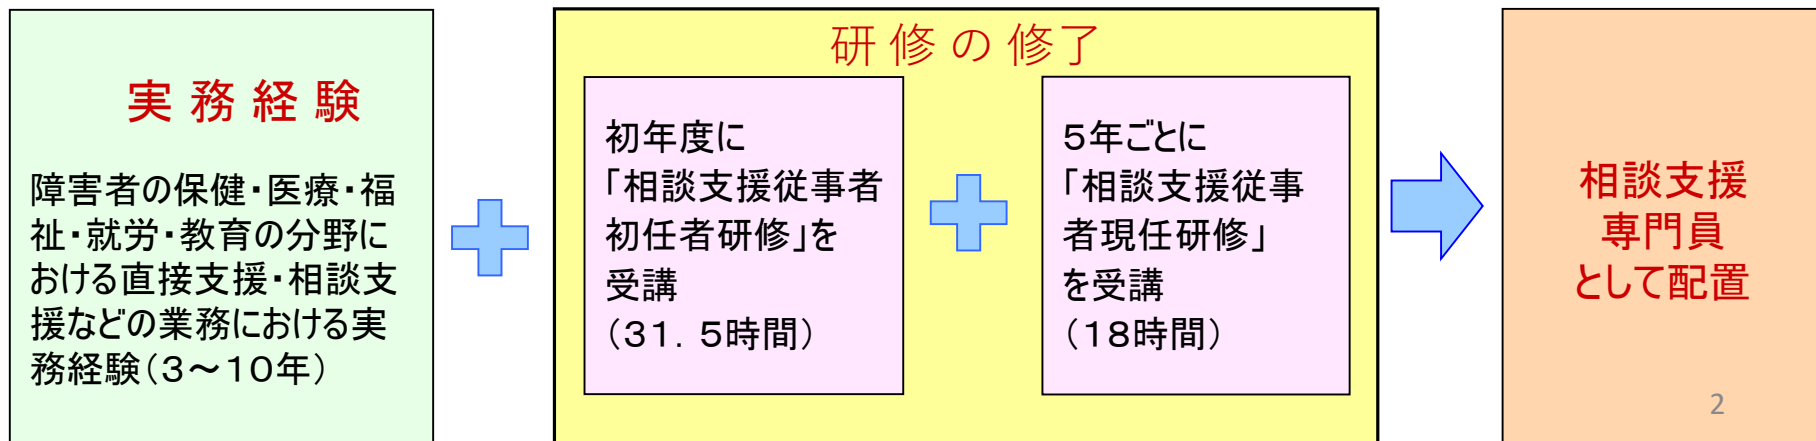 実務経験
障害者の保健・医療・福
祉・就労・教育の分野に
おける直接支援・相談支
援などの業務における実
務経験(3~10年)
研修の修了
初年度に
「相談支援従事者
初任者研修」を
受講
(31.5時間)
5年ごとに
「相談支援従事
者現任研修」
を受講
(18時間)
相談支援
専門員
として配置
2